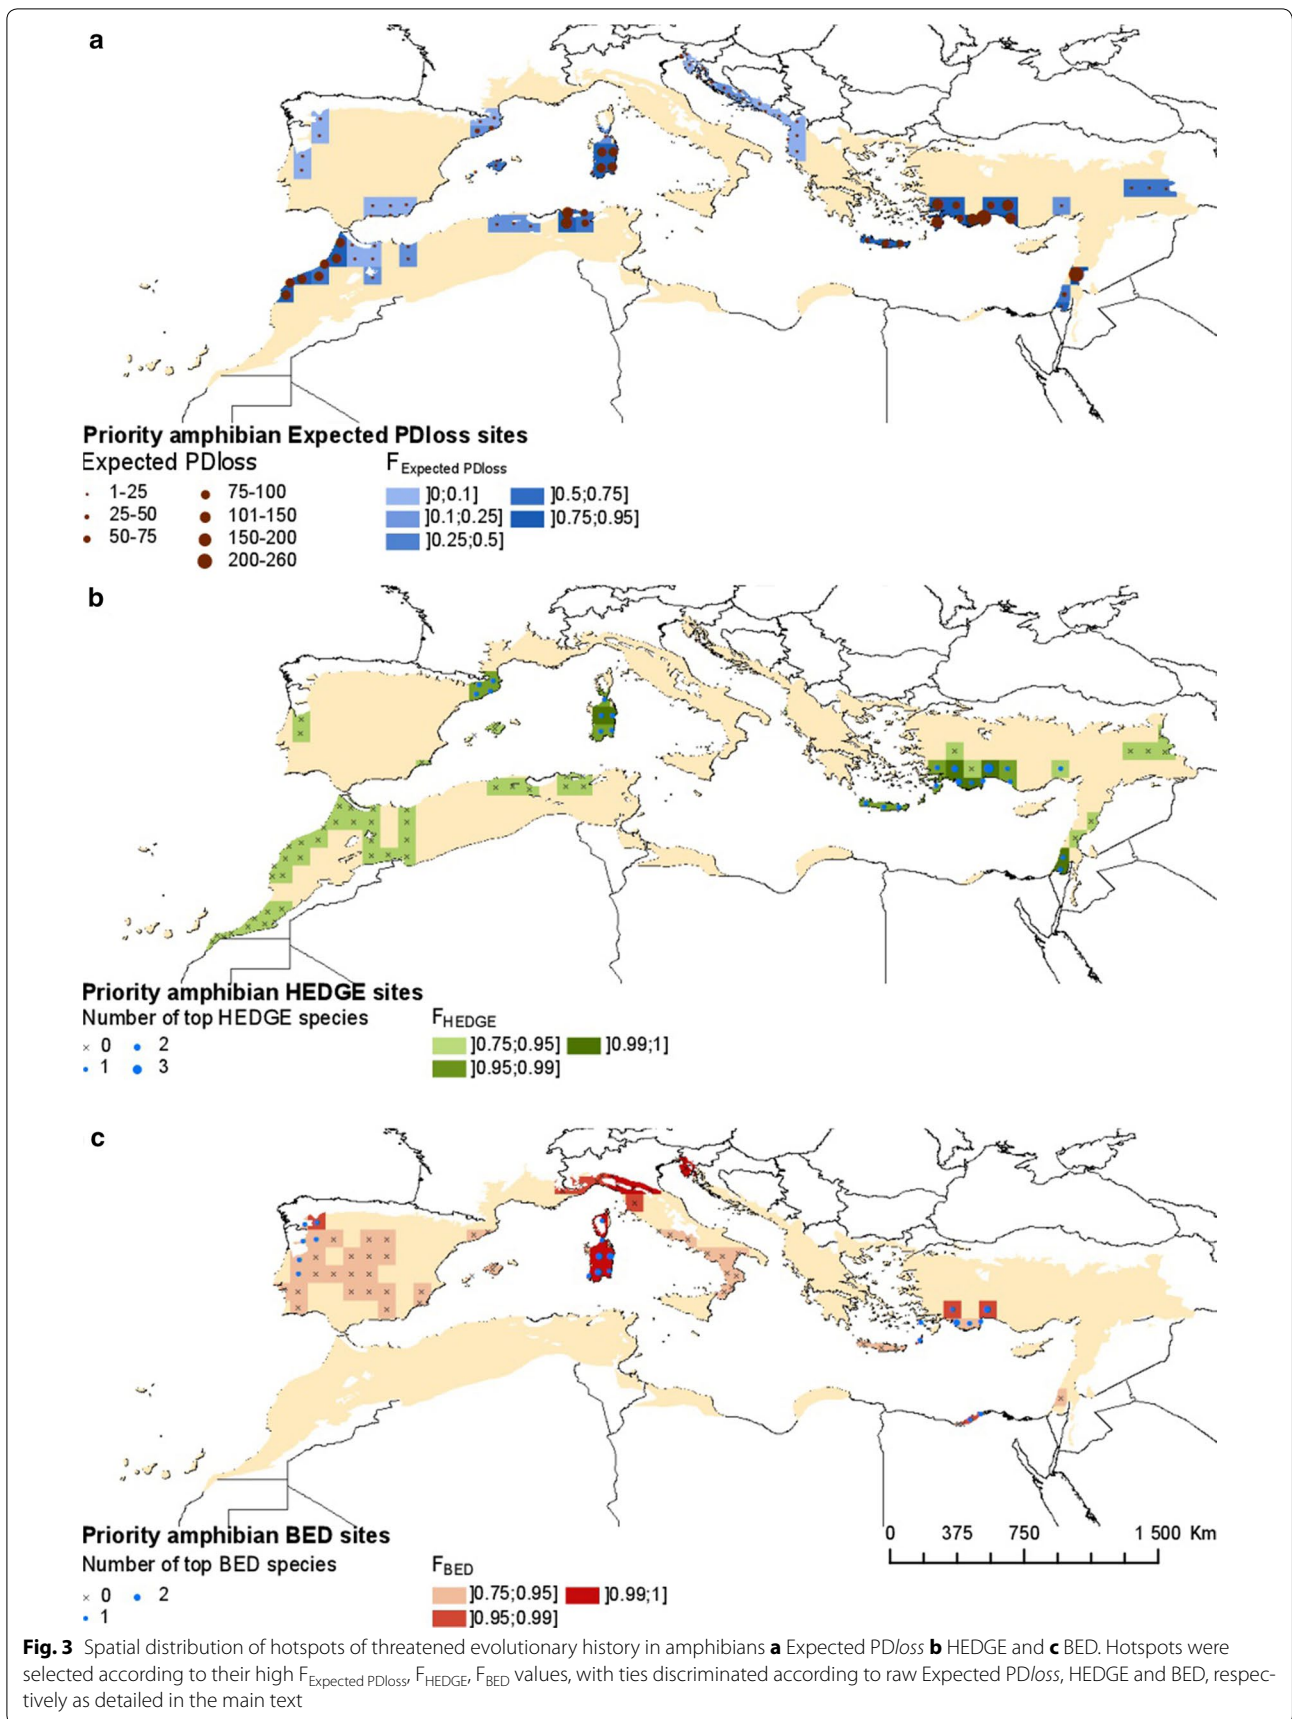 a
Priority amphibian Expected PDloss sites
Expected PDloss
1-25
25-50
50-75
75-100
101-150
150-200
200-260
F Expected PDloss
]0;0.1]
]0.1;0.25]
]0.25;0.5]
]0.5;0.75]
]0.75;0.95]
b
Priority amphibian HEDGE sites
Number of top HEDGE species
0
1
2
3
F HEDGE
]0.75;0.95]
]0.95;0.99]
]0.99;1]
c
0 375 750 1 500 Km
Priority amphibian BED sites
Number of top BED species
0
1
2
F BED
]0.75;0.95]
]0.95;0.99]
]0.99;1]
Fig. 3 Spatial distribution of hotspots of threatened evolutionary history in amphibians a Expected PDloss b HEDGE and c BED. Hotspots were
selected according to their high F Expected PDloss, F HEDGE, F BED values, with ties discriminated according to raw Expected PDloss, HEDGE and BED, respec-
tively as detailed in the main text